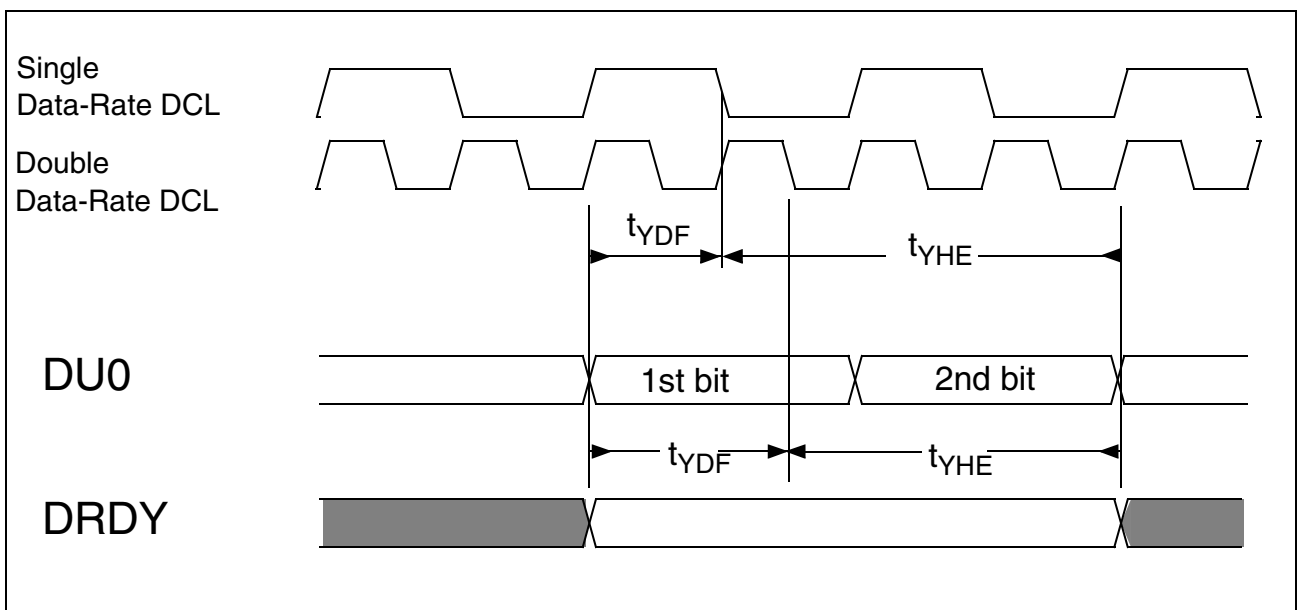 Single
Data-Rate DCL
Double
Data-Rate DCL
tYDF
tYHE
DU0
1st bit
2nd bit
tYDF
tYHE
DRDY